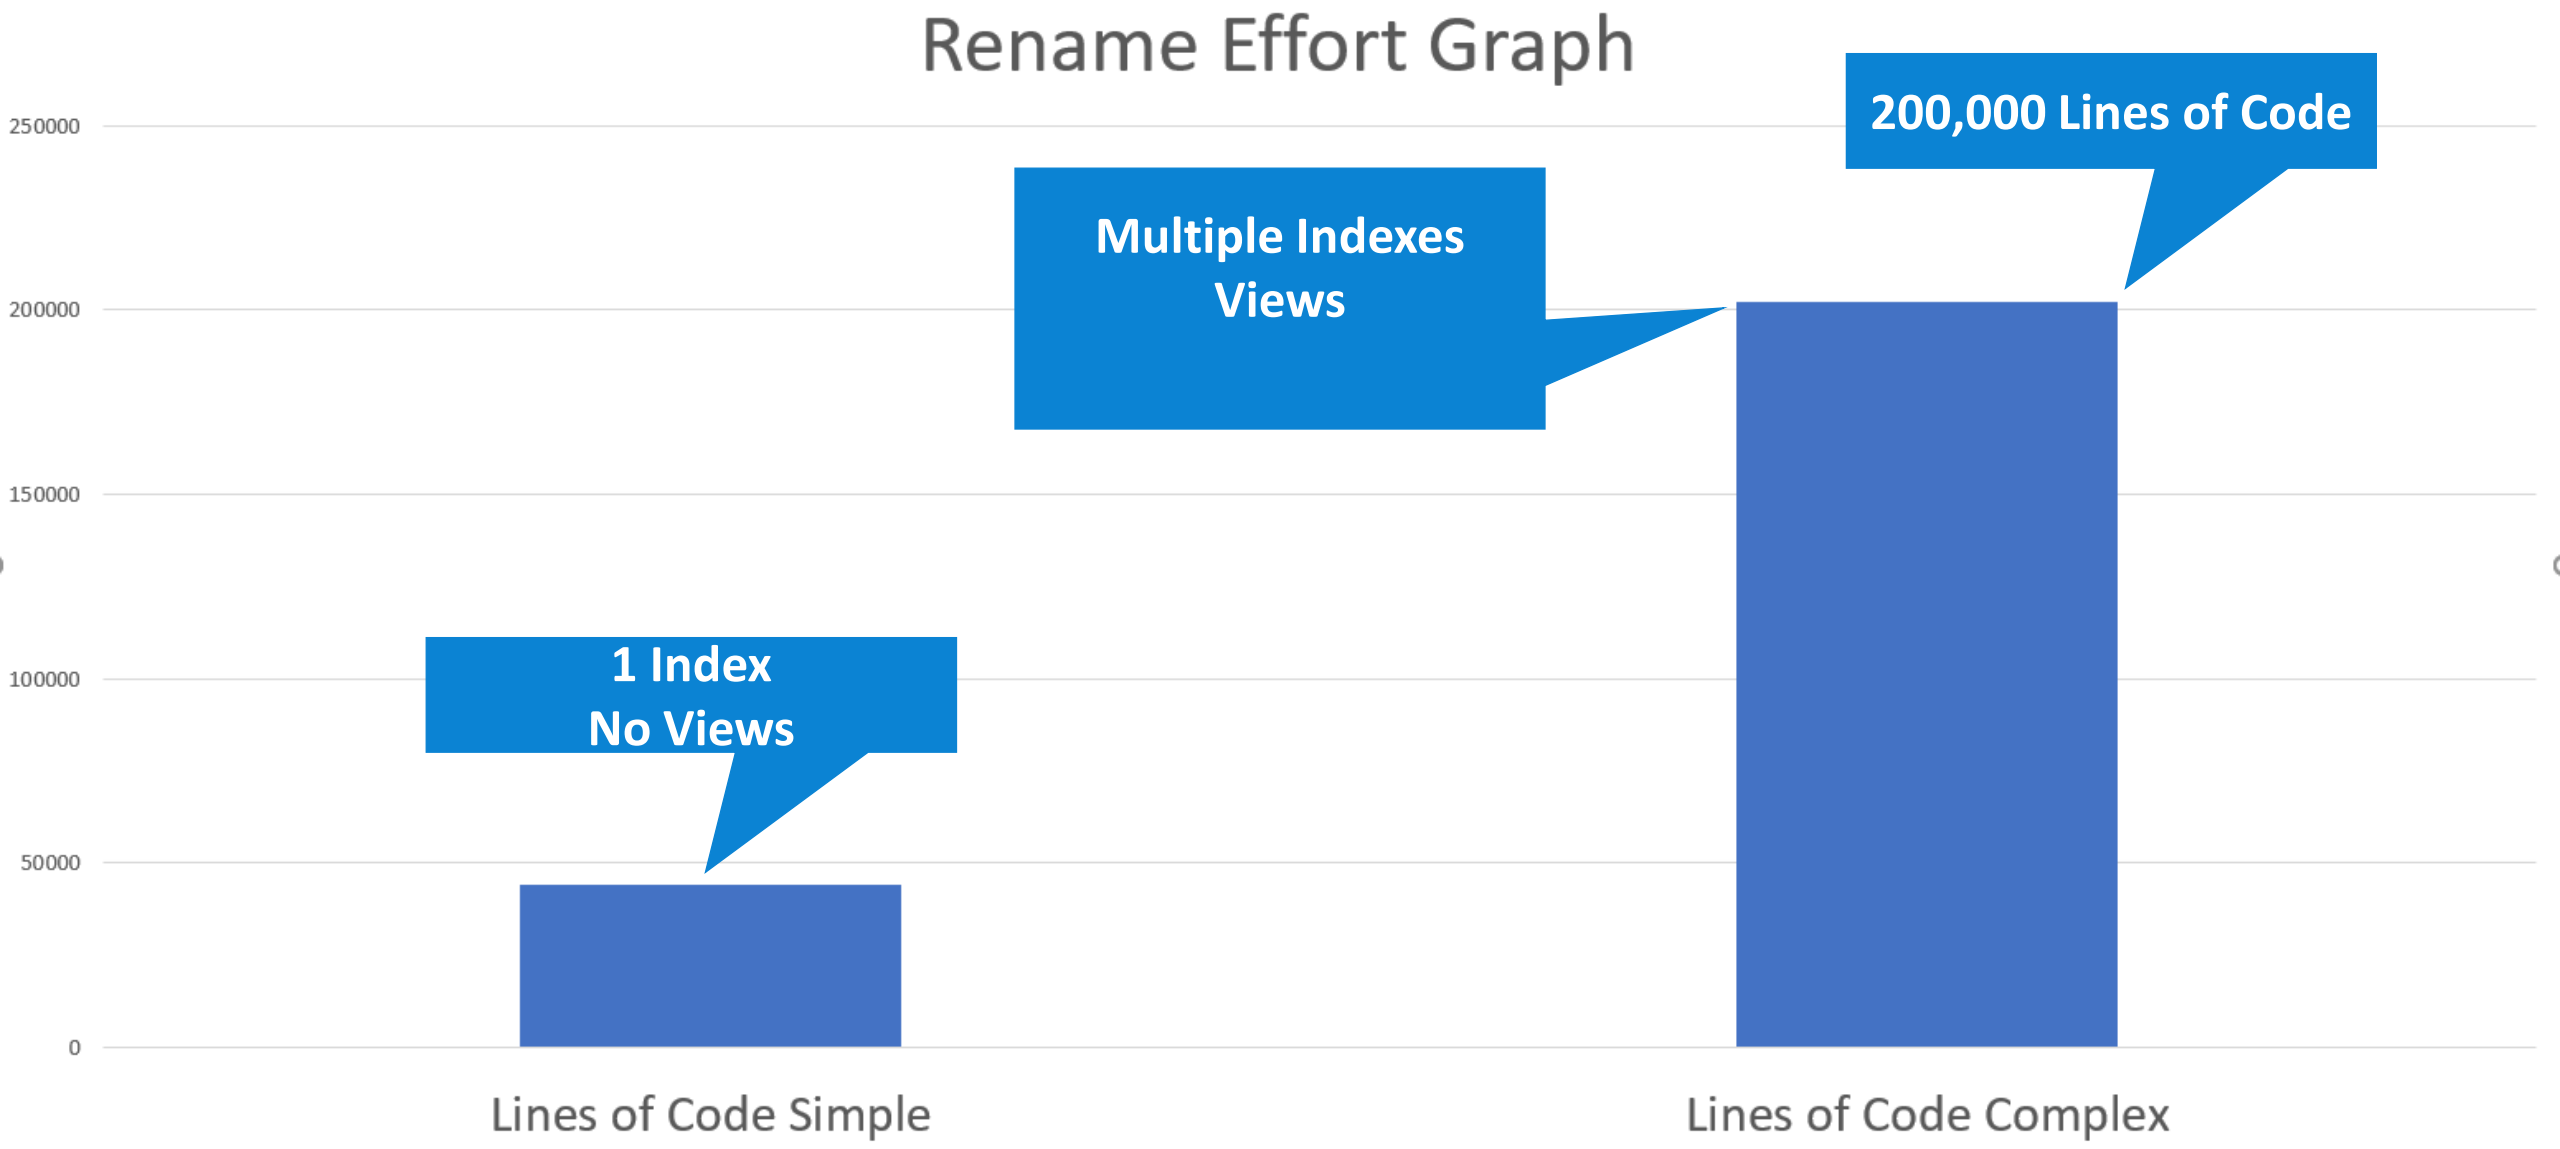 Rename Effort Graph
200,000 Lines of Code
250000
Multiple Indexes
Views
200000
150000
1 Index
No Views
100000
50000
0
Lines of Code Simple
Lines of Code Complex